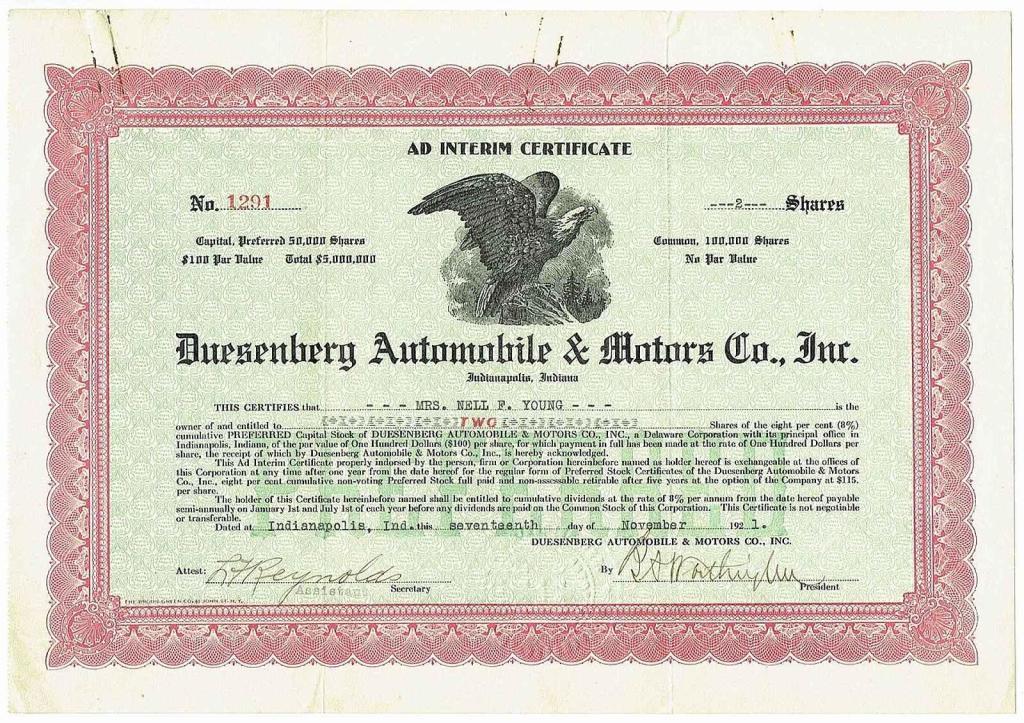 AD INTERIM CERTIFICATE
No. 1291
---2--- Shares
Capital, Preferred 50,000 Shares
$100 Par Value Total $5,000,000
Common, 100,000 Shares
No Par Value
Duesenberg Automobile & Motors Co., Inc.
Indianapolis, Indiana
THIS CERTIFIES that - - - MRS. NELL F. YOUNG - - - is the
owner of and entitled to TWO Shares of the eight per cent (8%)
cumulative PREFERRED Capital Stock of DUESENBERG AUTOMOBILE & MOTORS CO., INC., a Delaware Corporation with its principal office in
Indianapolis, Indiana, of the par value of One Hundred Dollars ($100) per share, for which payment in full has been made at the rate of One Hundred Dollars per
share, the receipt of which by Duesenberg Automobile & Motors Co., Inc., is hereby acknowledged.
This Ad Interim Certificate properly indorsed by the person, firm or Corporation hereinbefore named as holder hereof is exchangeable at the offices of
this Corporation at any time after one year from the date hereof for the regular form of Preferred Stock Certificates of the Duesenberg Automobile & Motors
Co., Inc., eight per cent cumulative non-voting Preferred Stock full paid and non-assessable retirable after five years at the option of the Company at $115.
per share.
The holder of this Certificate hereinbefore named shall be entitled to cumulative dividends at the rate of 8% per annum from the date hereof payable
semi-annually on January 1st and July 1st of each year before any dividends are paid on the Common Stock of this Corporation. This Certificate is not negotiable
or transferable.
Dated at Indianapolis, Ind. this seventeenth day of November 192 1.
DUESENBERG AUTOMOBILE & MOTORS CO., INC.
Attest: L R Reynolds
Assistant Secretary
By B A Worthington
President